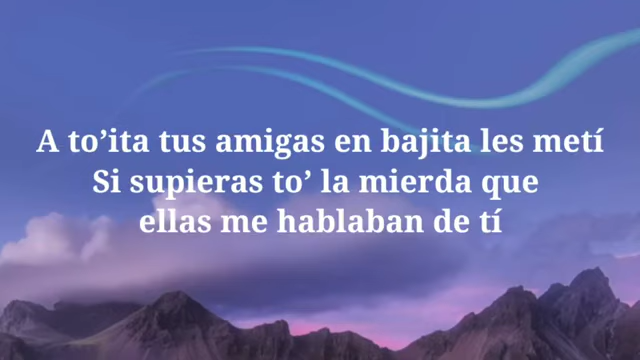 A to’ita tus amigas en bajita les metí
Si supieras to’ la mierda que
ellas me hablaban de tí